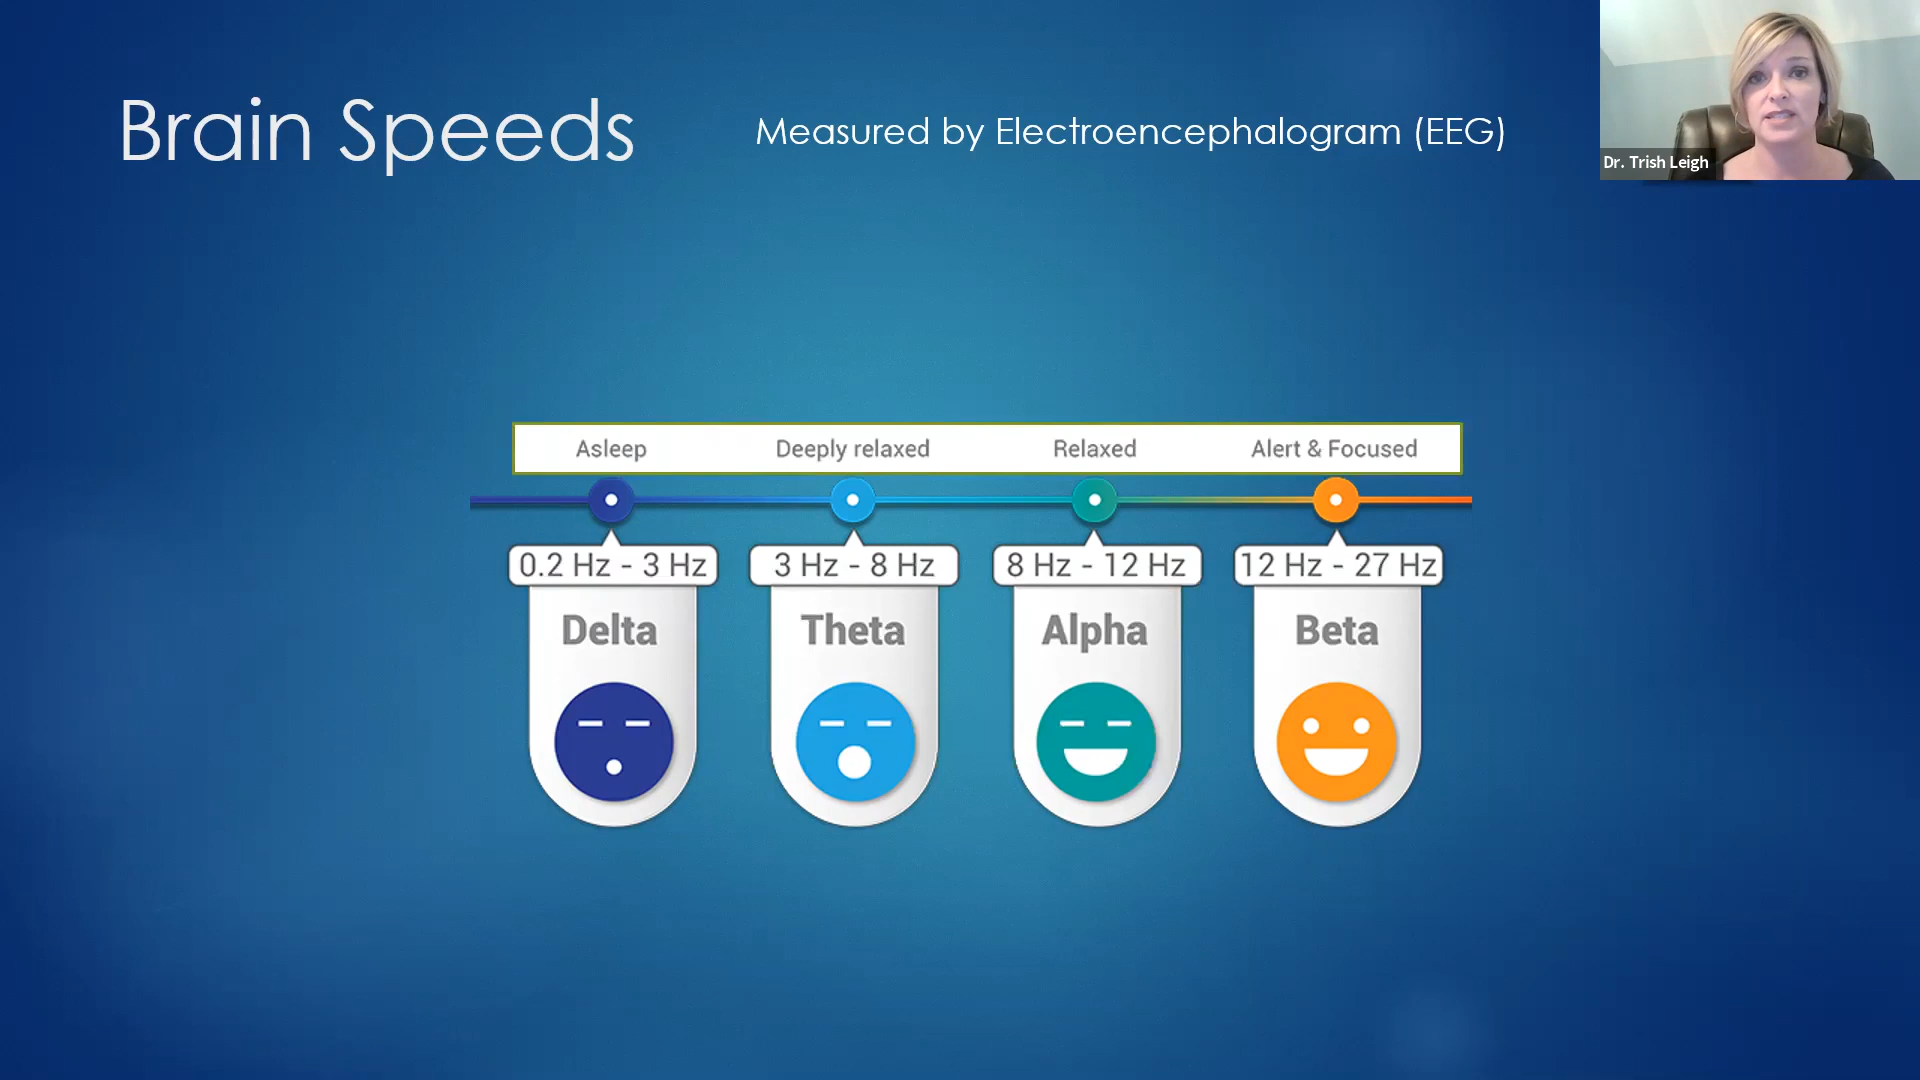 Brain Speeds
Measured by Electroencephalogram (EEG)
Dr. Trish Leigh
Asleep
Deeply relaxed
Relaxed
Alert & Focused
0.2 Hz - 3 Hz
3 Hz - 8 Hz
8 Hz - 12 Hz
12 Hz - 27 Hz
Delta
Theta
Alpha
Beta